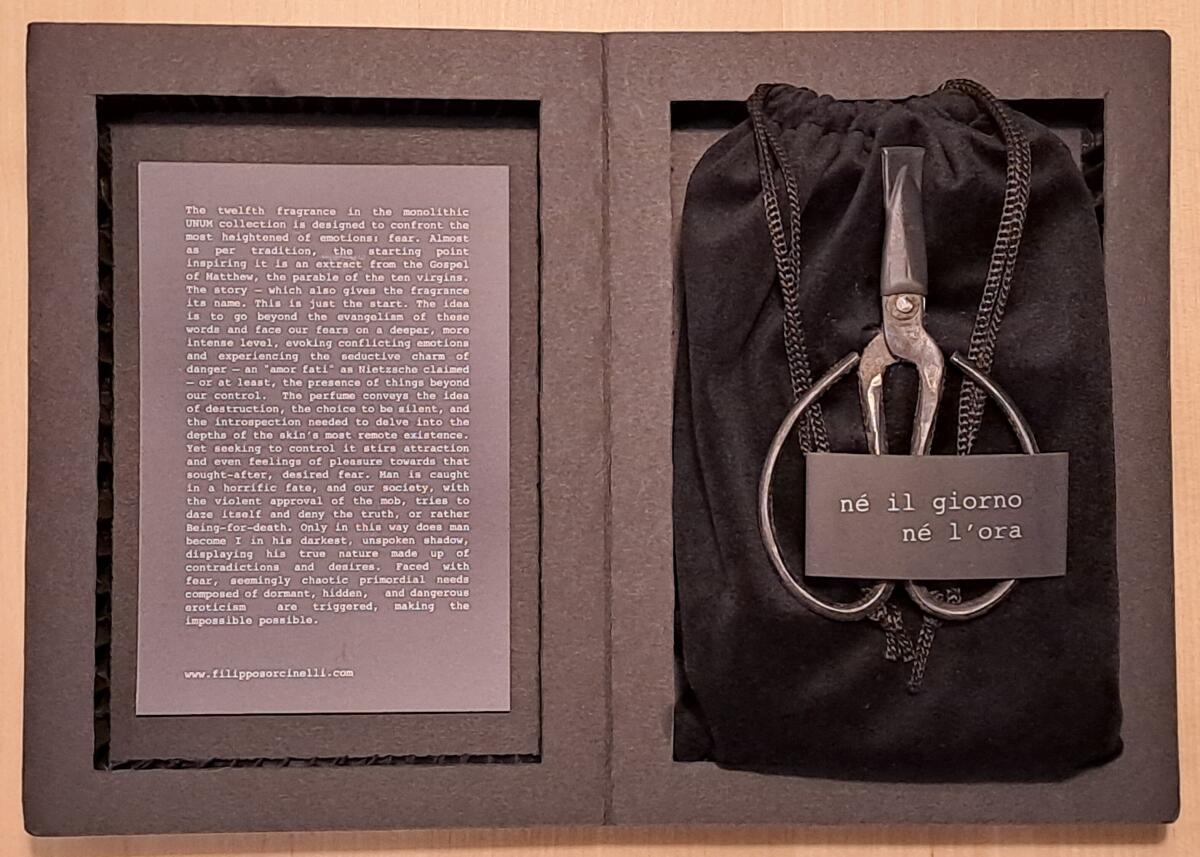 The twelfth fragrance in the monolithic
UNUM collection is designed to confront the
most heightened of emotions: fear. Almost
as per tradition, the starting point
inspiring it is an extract from the Gospel
of Matthew, the parable of the ten virgins.
The story — which also gives the fragrance
its name. This is just the start. The idea
is to go beyond the evangelism of these
words and face our fears on a deeper, more
intense level, evoking conflicting emotions
and experiencing the seductive charm of
danger — an "amor fati" as Nietzsche claimed
— or at least, the presence of things beyond
our control. The perfume conveys the idea
of destruction, the choice to be silent, and
the introspection needed to delve into the
depths of the skin's most remote existence.
Yet seeking to control it stirs attraction
and even feelings of pleasure towards that
sought-after, desired fear. Man is caught
in a horrific fate, and our society, with
the violent approval of the mob, tries to
daze itself and deny the truth, or rather
Being-for-death. Only in this way does man
become I in his darkest, unspoken shadow,
displaying his true nature made up of
contradictions and desires. Faced with
fear, seemingly chaotic primordial needs
composed of dormant, hidden, and dangerous
eroticism are triggered, making the
impossible possible.
www.filipposorcinelli.com
né il giorno
né l'ora